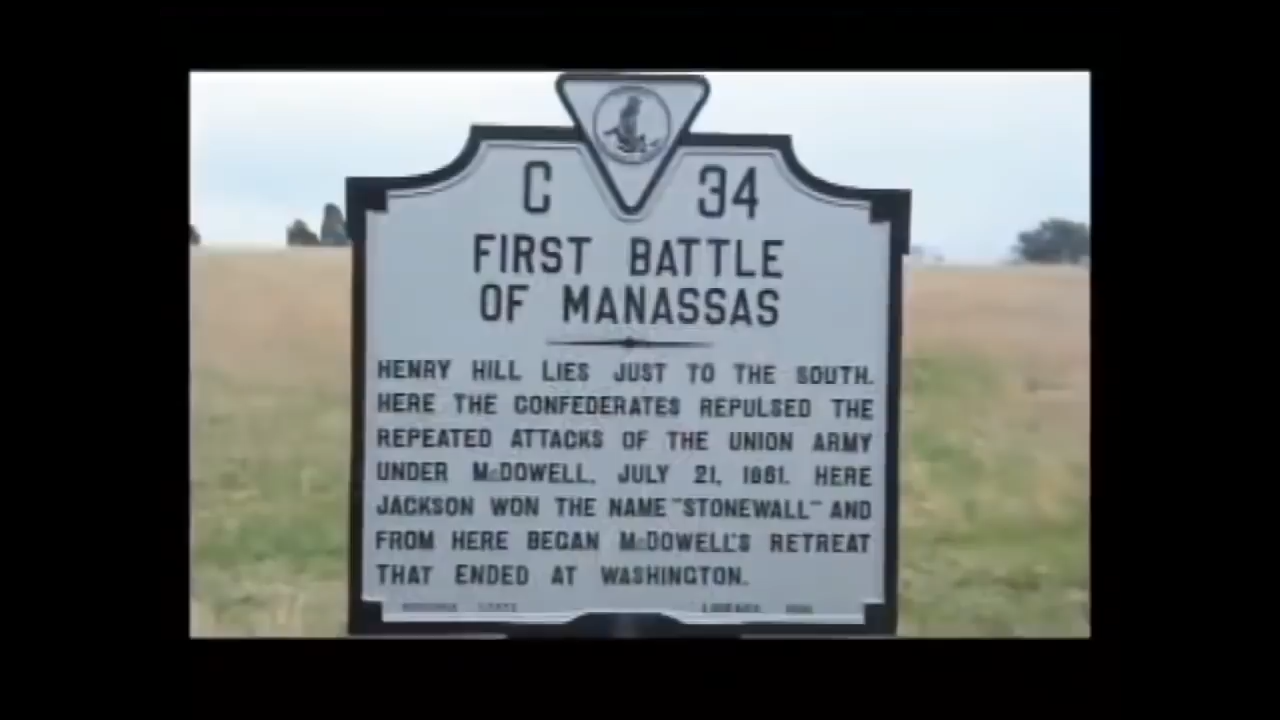 C 34
FIRST BATTLE
OF MANASSAS
HENRY HILL LIES JUST TO THE SOUTH.
HERE THE CONFEDERATES REPULSED THE
REPEATED ATTACKS OF THE UNION ARMY
UNDER McDOWELL, JULY 21, 1861. HERE
JACKSON WON THE NAME "STONEWALL" AND
FROM HERE BEGAN McDOWELL'S RETREAT
THAT ENDED AT WASHINGTON.